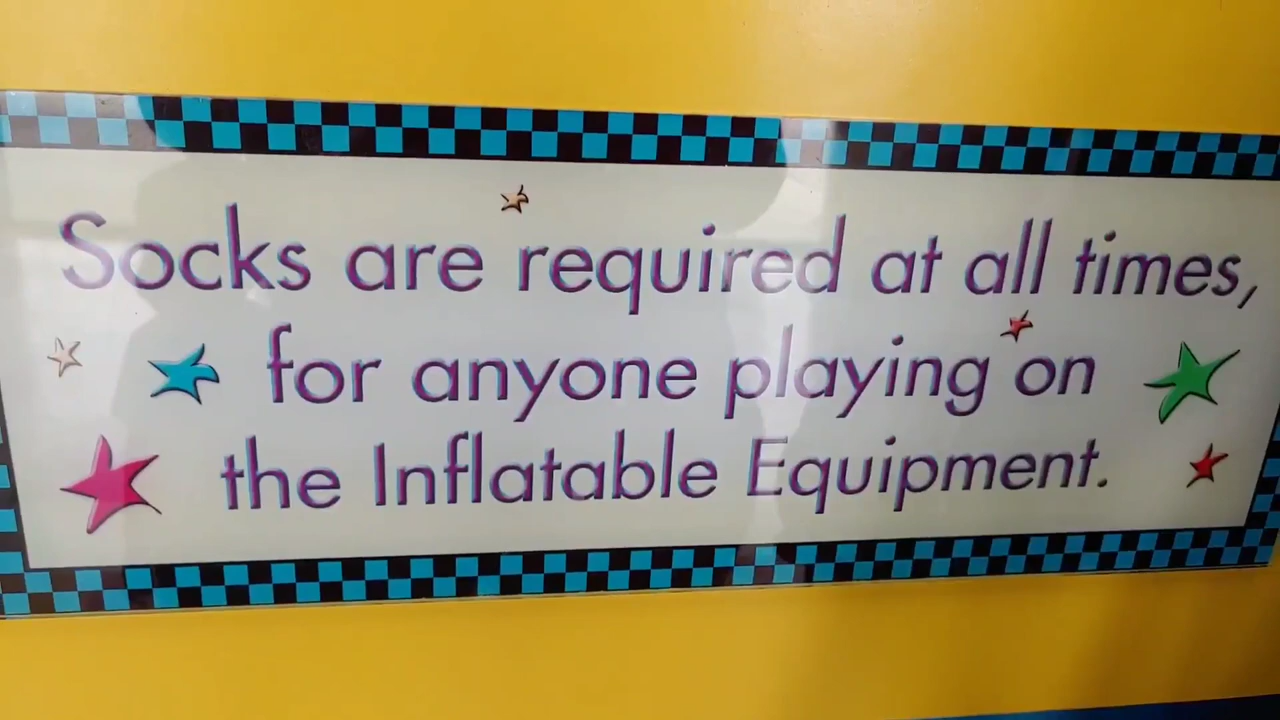 Socks are required at all times,
for anyone playing on
the Inflatable Equipment.